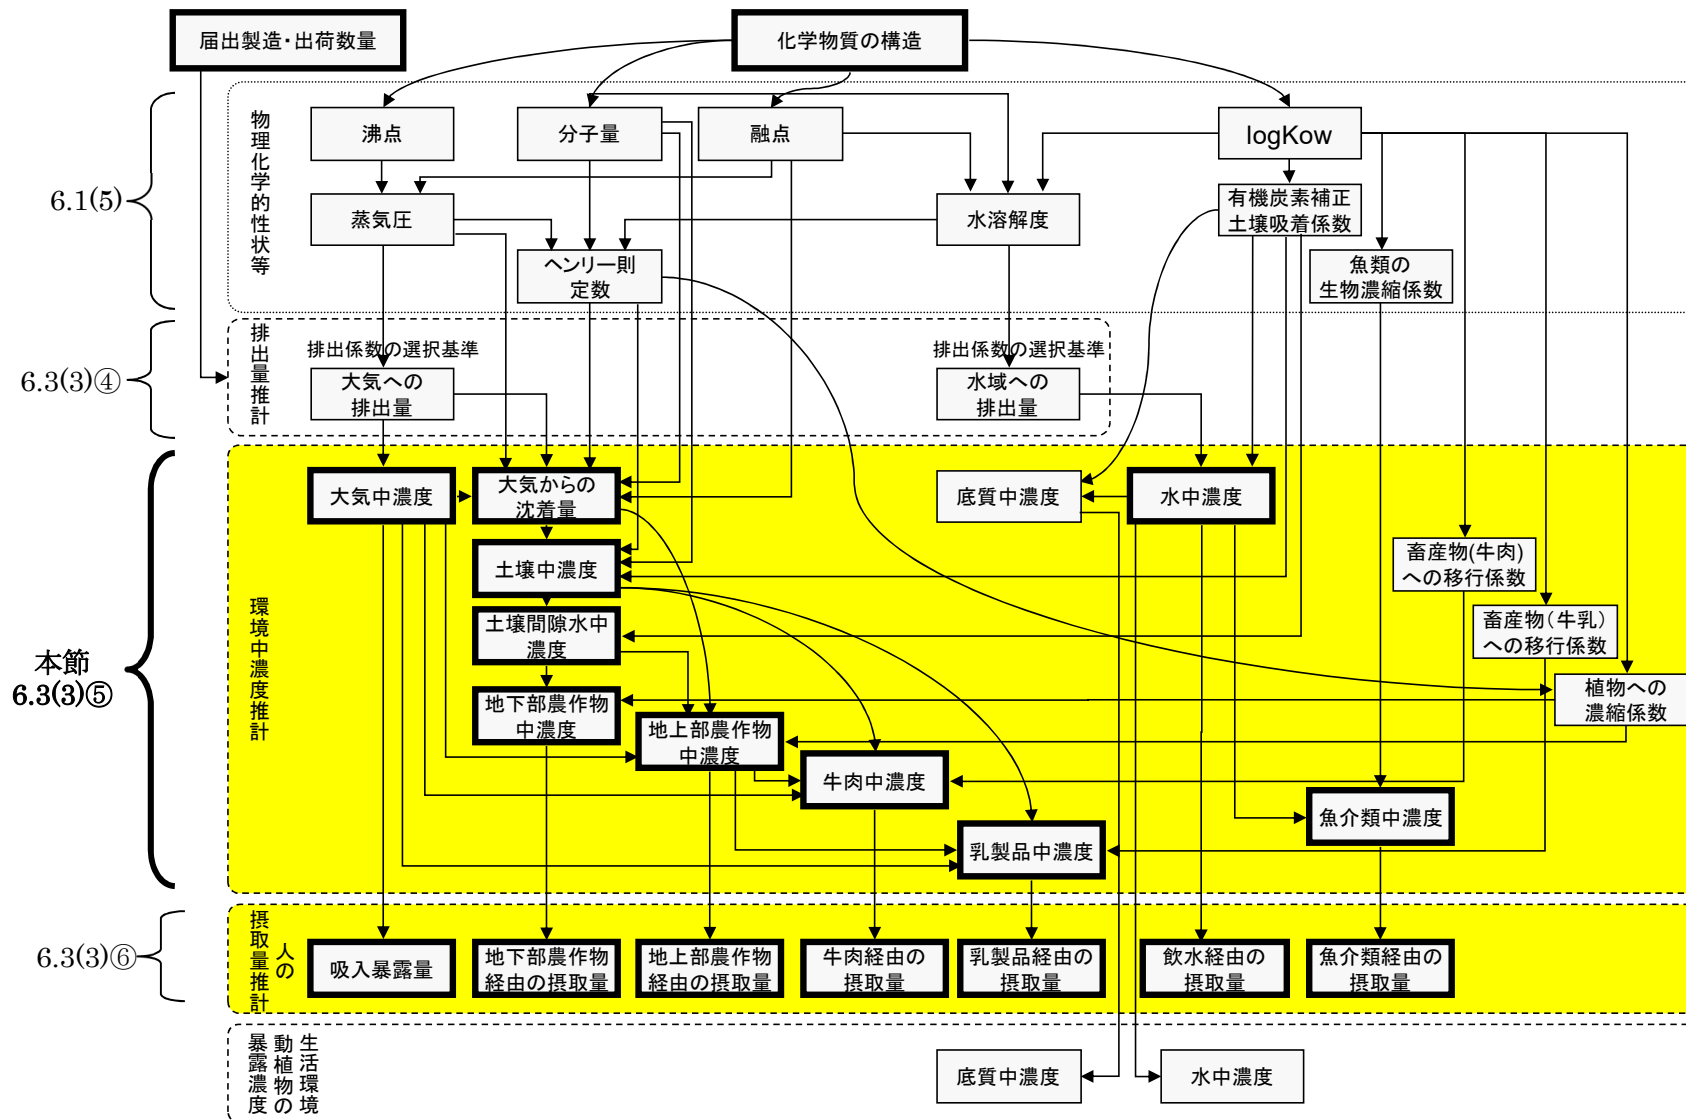 届出製造・出荷数量
化学物質の構造
6.1(5)
物理化学的性状等
沸点
分子量
融点
logKow
蒸気圧
水溶解度
有機炭素補正
土壌吸着係数
ヘンリー則
定数
魚類の
生物濃縮係数
6.3(3)④
排出量推計
排出係数の選択基準
大気への
排出量
排出係数の選択基準
水域への
排出量
本節
6.3(3)⑤
環境中濃度推計
大気中濃度
大気からの
沈着量
底質中濃度
水中濃度
土壌中濃度
畜産物(牛肉)
への移行係数
土壌間隙水中
濃度
畜産物(牛乳)
への移行係数
地下部農作物
中濃度
植物への
濃縮係数
地上部農作物
中濃度
牛肉中濃度
魚介類中濃度
乳製品中濃度
6.3(3)⑥
人の
摂取量推計
吸入暴露量
地下部農作物
経由の摂取量
地上部農作物
経由の摂取量
牛肉経由の
摂取量
乳製品経由の
摂取量
飲水経由の
摂取量
魚介類経由の
摂取量
生活環境
動植物の
暴露濃度
底質中濃度
水中濃度